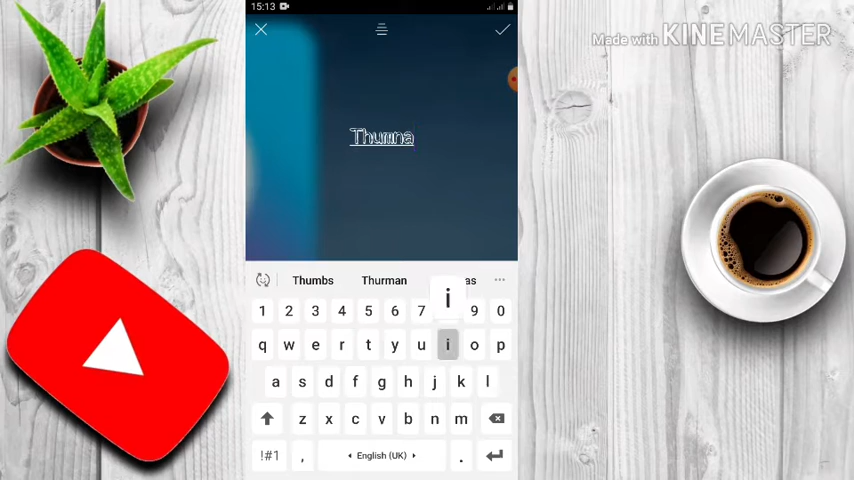 15:13
Made with KINEMASTER
Thumna
Thumbs Thurman as ...
i
1 2 3 4 5 6 7 9 0
q w e r t y u i o p
a s d f g h j k l
z x c v b n m
!#1 , English (UK) .